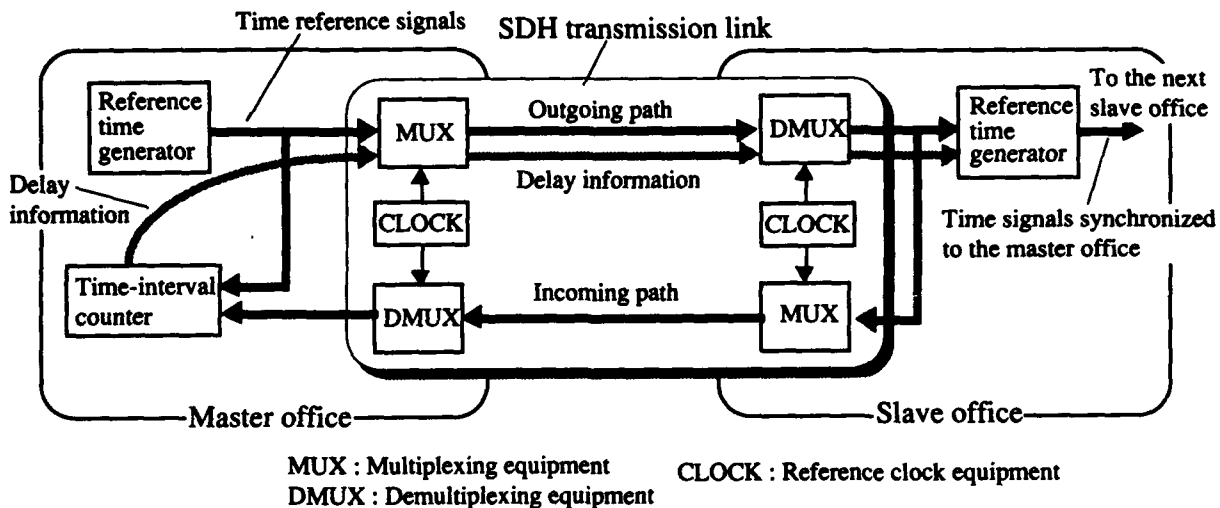 Time reference signals
SDH transmission link
Reference
time
generator
MUX
Outgoing path
DMUX
Reference
time
generator
To the next
slave office
Delay
information
Delay information
CLOCK
CLOCK
Time signals synchronized
to the master office
Time-interval
counter
DMUX
Incoming path
MUX
Master office
Slave office
MUX : Multiplexing equipment
CLOCK : Reference clock equipment
DMUX : Demultiplexing equipment